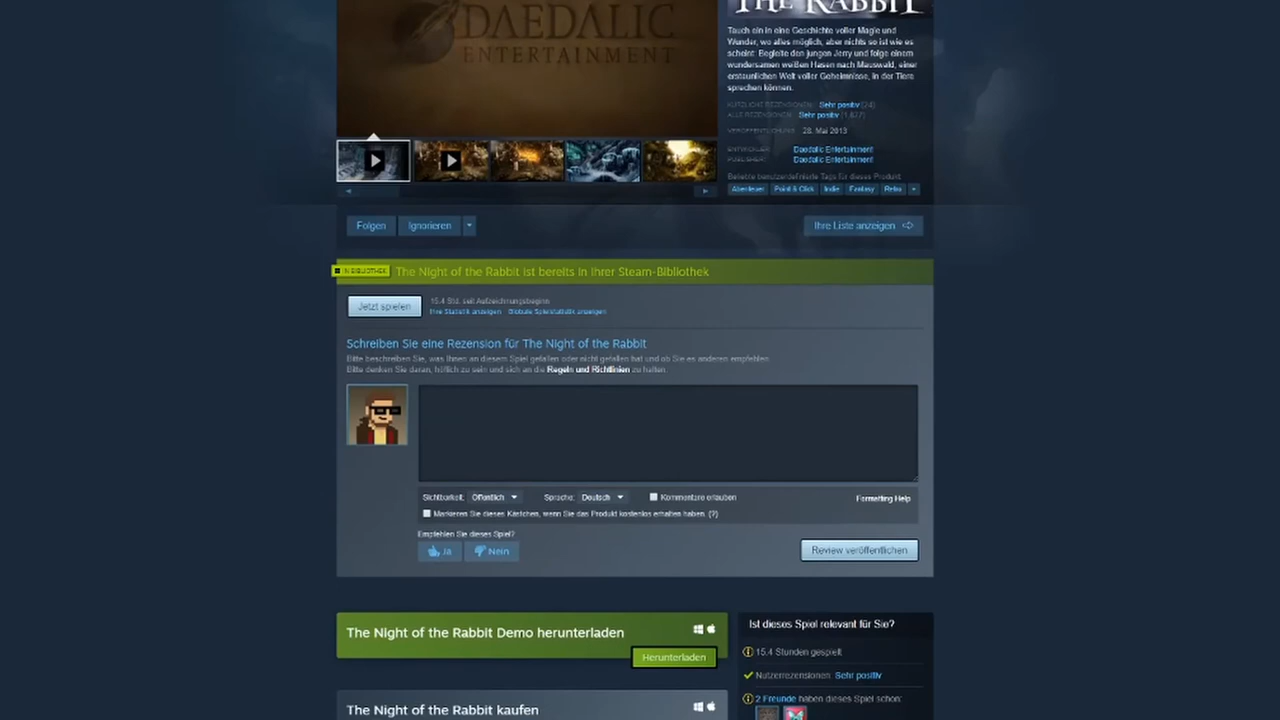 DAEDALIC
ENTERTAINMENT
THE RABBIT
Tauch ein in eine Geschichte voller Magie und
Wunder, wo alles möglich, aber nichts so ist wie es
scheint: Begleite den jungen Jerry und folge einem
wundersamen weißen Hasen nach Mauswald, einer
erstaunlichen Welt voller Geheimnisse, in der Tiere
sprechen können.
KÜRZLICHE REZENSIONEN: Sehr positiv (24)
ALLE REZENSIONEN: Sehr positiv
VERÖFFENTLICHUNG: 28. Mai 2013
ENTWICKLER: Daedalic Entertainment
PUBLISHER: Daedalic Entertainment
Beliebte benutzerdefinierte Tags für dieses Produkt
Abenteuer Point & Click Indie Fantasy Retro +
Folgen Ignorieren Ihre Liste anzeigen
IN BIBLIOTHEK The Night of the Rabbit ist bereits in Ihrer Steam-Bibliothek
Jetzt spielen
15.4 Std. seit Aufzeichnungsbeginn
Ihre Statistik anzeigen Globale Spielstatistik anzeigen
Schreiben Sie eine Rezension für The Night of the Rabbit
Bitte beschreiben Sie, was Ihnen an diesem Spiel gefallen oder nicht gefallen hat und ob Sie es anderen empfehlen.
Bitte denken Sie daran, höflich zu sein und sich an die Regeln und Richtlinien zu halten.
Sichtbarkeit: Öffentlich Sprache: Deutsch Kommentare erlauben Formatting Help
Markieren Sie dieses Kästchen, wenn Sie das Produkt kostenlos erhalten haben. (?)
Empfehlen Sie dieses Spiel?
Ja Nein Review veröffentlichen
The Night of the Rabbit Demo herunterladen
Herunterladen
Ist dieses Spiel relevant für Sie?
15.4 Stunden gespielt
Nutzerrezensionen: Sehr positiv
2 Freunde haben dieses Spiel schon:
The Night of the Rabbit kaufen